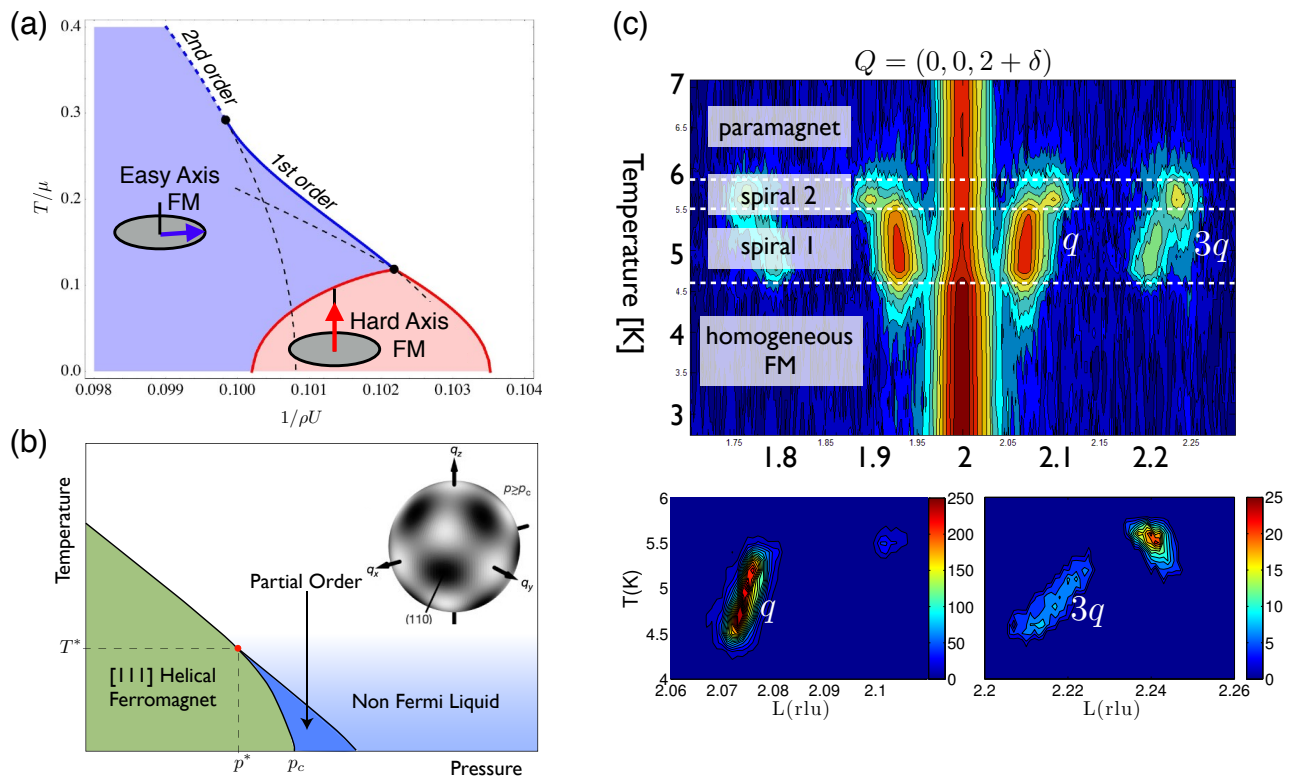 (a)
0.4
0.3
0.2
0.1
0.0
T/μ
2nd order
1st order
Easy Axis
FM
Hard Axis
FM
0.098
0.099
0.100
0.101
0.102
0.103
0.104
1/ρU
(b)
Temperature
T*
[111] Helical
Ferromagnet
Partial Order
Non Fermi Liquid
q_z
p≳p_c
q_x
q_y
(110)
p*
p_c
Pressure
(c)
Q = (0, 0, 2 + δ)
Temperature [K]
7
6.5
6
5.5
5
4.5
4
3.5
3
paramagnet
spiral 2
spiral 1
homogeneous
FM
q
3q
1.75
1.85
1.95
2.05
2.15
2.25
1.8
1.9
2
2.1
2.2
T(K)
6
5.5
5
4.5
4
q
2.06
2.07
2.08
2.09
2.1
L(rlu)
250
200
150
100
50
0
3q
2.2
2.22
2.24
2.26
L(rlu)
25
20
15
10
5
0